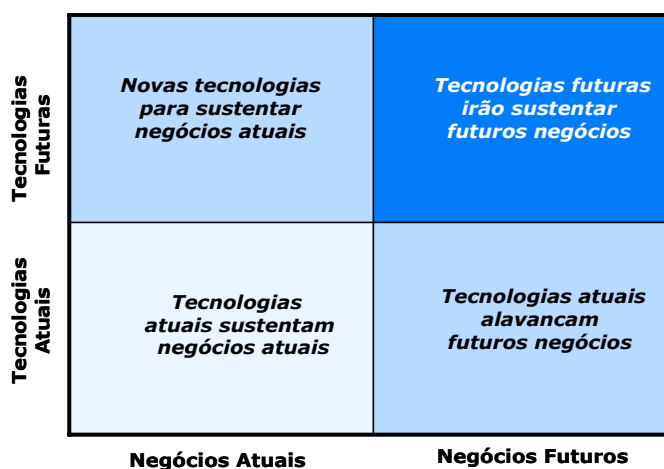 Tecnologias
Futuras
Novas tecnologias
para sustentar
negócios atuais
Tecnologias futuras
irão sustentar
futuros negócios
Tecnologias
Atuais
Tecnologias
atuais sustentam
negócios atuais
Tecnologias atuais
alavancam
futuros negócios
Negócios Atuais
Negócios Futuros